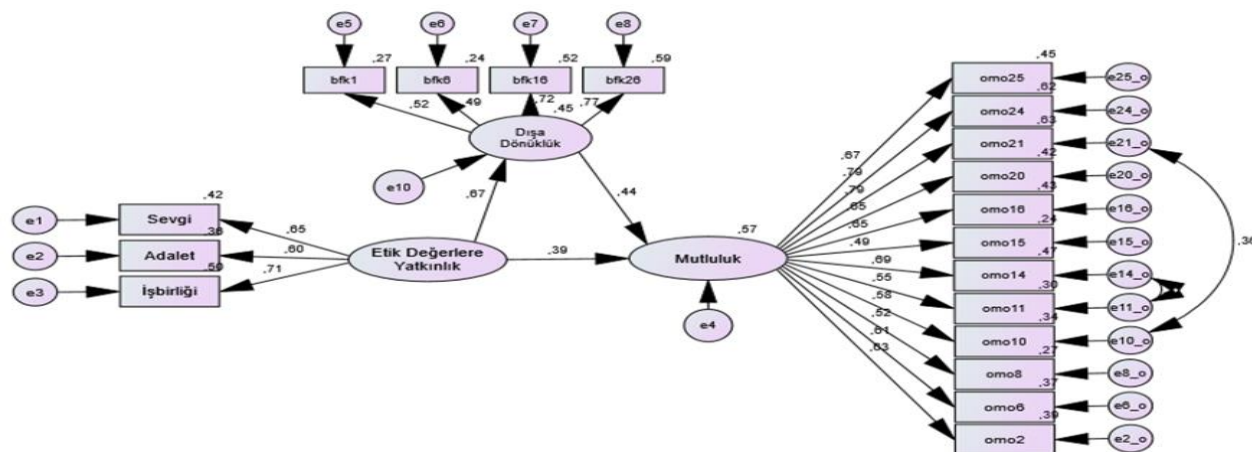 e5
e6
e7
e8
,27
,24
,52
,59
bfk1
bfk6
bfk16
bfk26
,52
,49
,72
,45
,77
Dışa
Dönüklük
e10
,67
,44
,42
e1
Sevgi
,65
,36
e2
Adalet
,60
,50
e3
İşbirliği
,71
Etik Değerlere
Yatkınlık
,39
,57
Mutluluk
e4
,67
,79
,79
,65
,65
,49
,69
,55
,58
,52
,61
,63
,45
omo25
e25_o
,62
omo24
e24_o
,63
omo21
e21_o
,42
omo20
e20_o
,43
omo16
e16_o
,24
omo15
e15_o
,47
omo14
e14_o
,30
omo11
e11_o
,34
omo10
e10_o
,27
omo8
e8_o
,37
omo6
e6_o
,39
omo2
e2_o